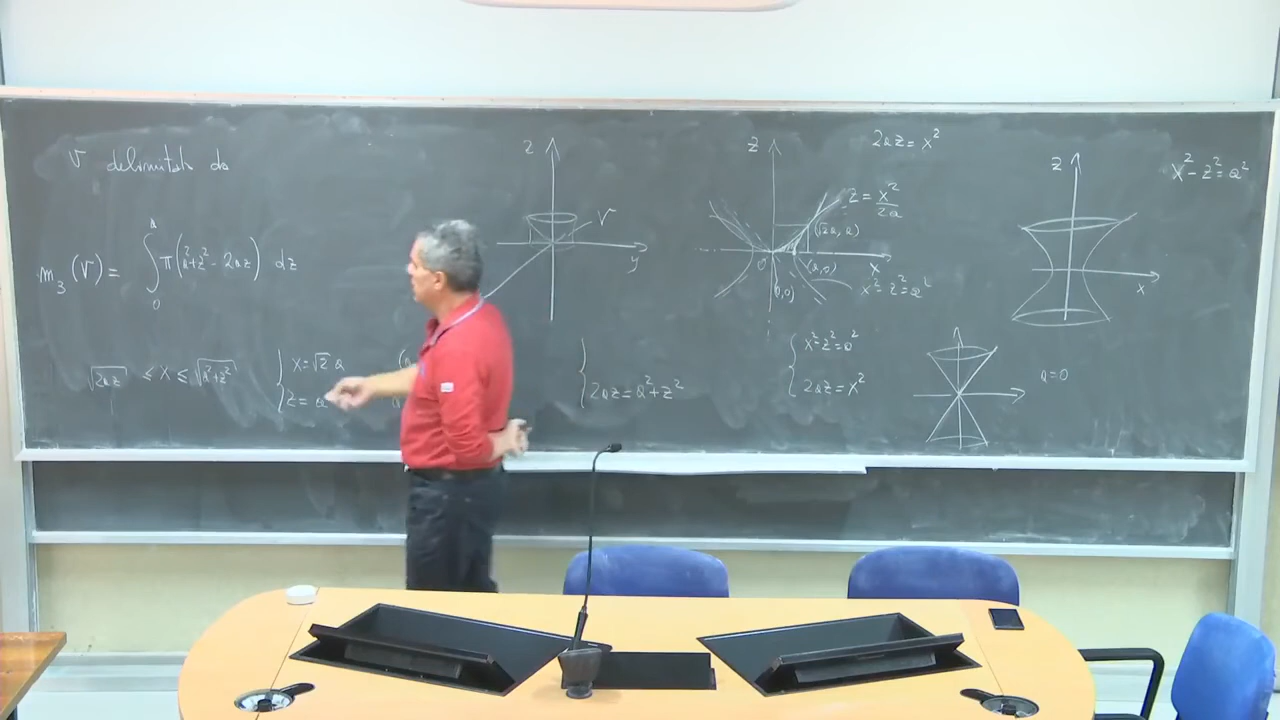 V delimitato da
m₃(V) = ∫₀ᵃ π(a²+z² - 2az) dz
√2az ≤ x ≤ √a²+z²
{ x = √2 a
z = a
z
V
y
{ 2az = a²+z²
2az = x²
z
z = x²/2a
(√2a, a)
0
(a,0)
x
x²-z²=a²
{ x²-z²=a²
2az = x²
z
x
x²-z²=a²
a=0